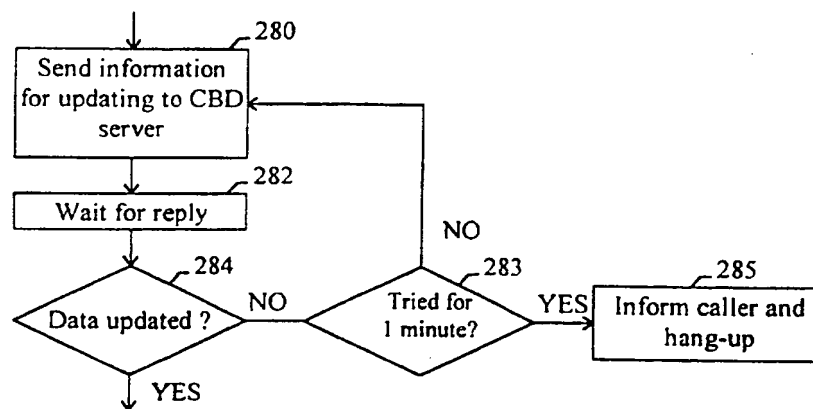 280
Send information
for updating to CBD
server
282
Wait for reply
284
Data updated ?
NO
YES
NO
283
Tried for
1 minute?
YES
285
Inform caller and
hang-up